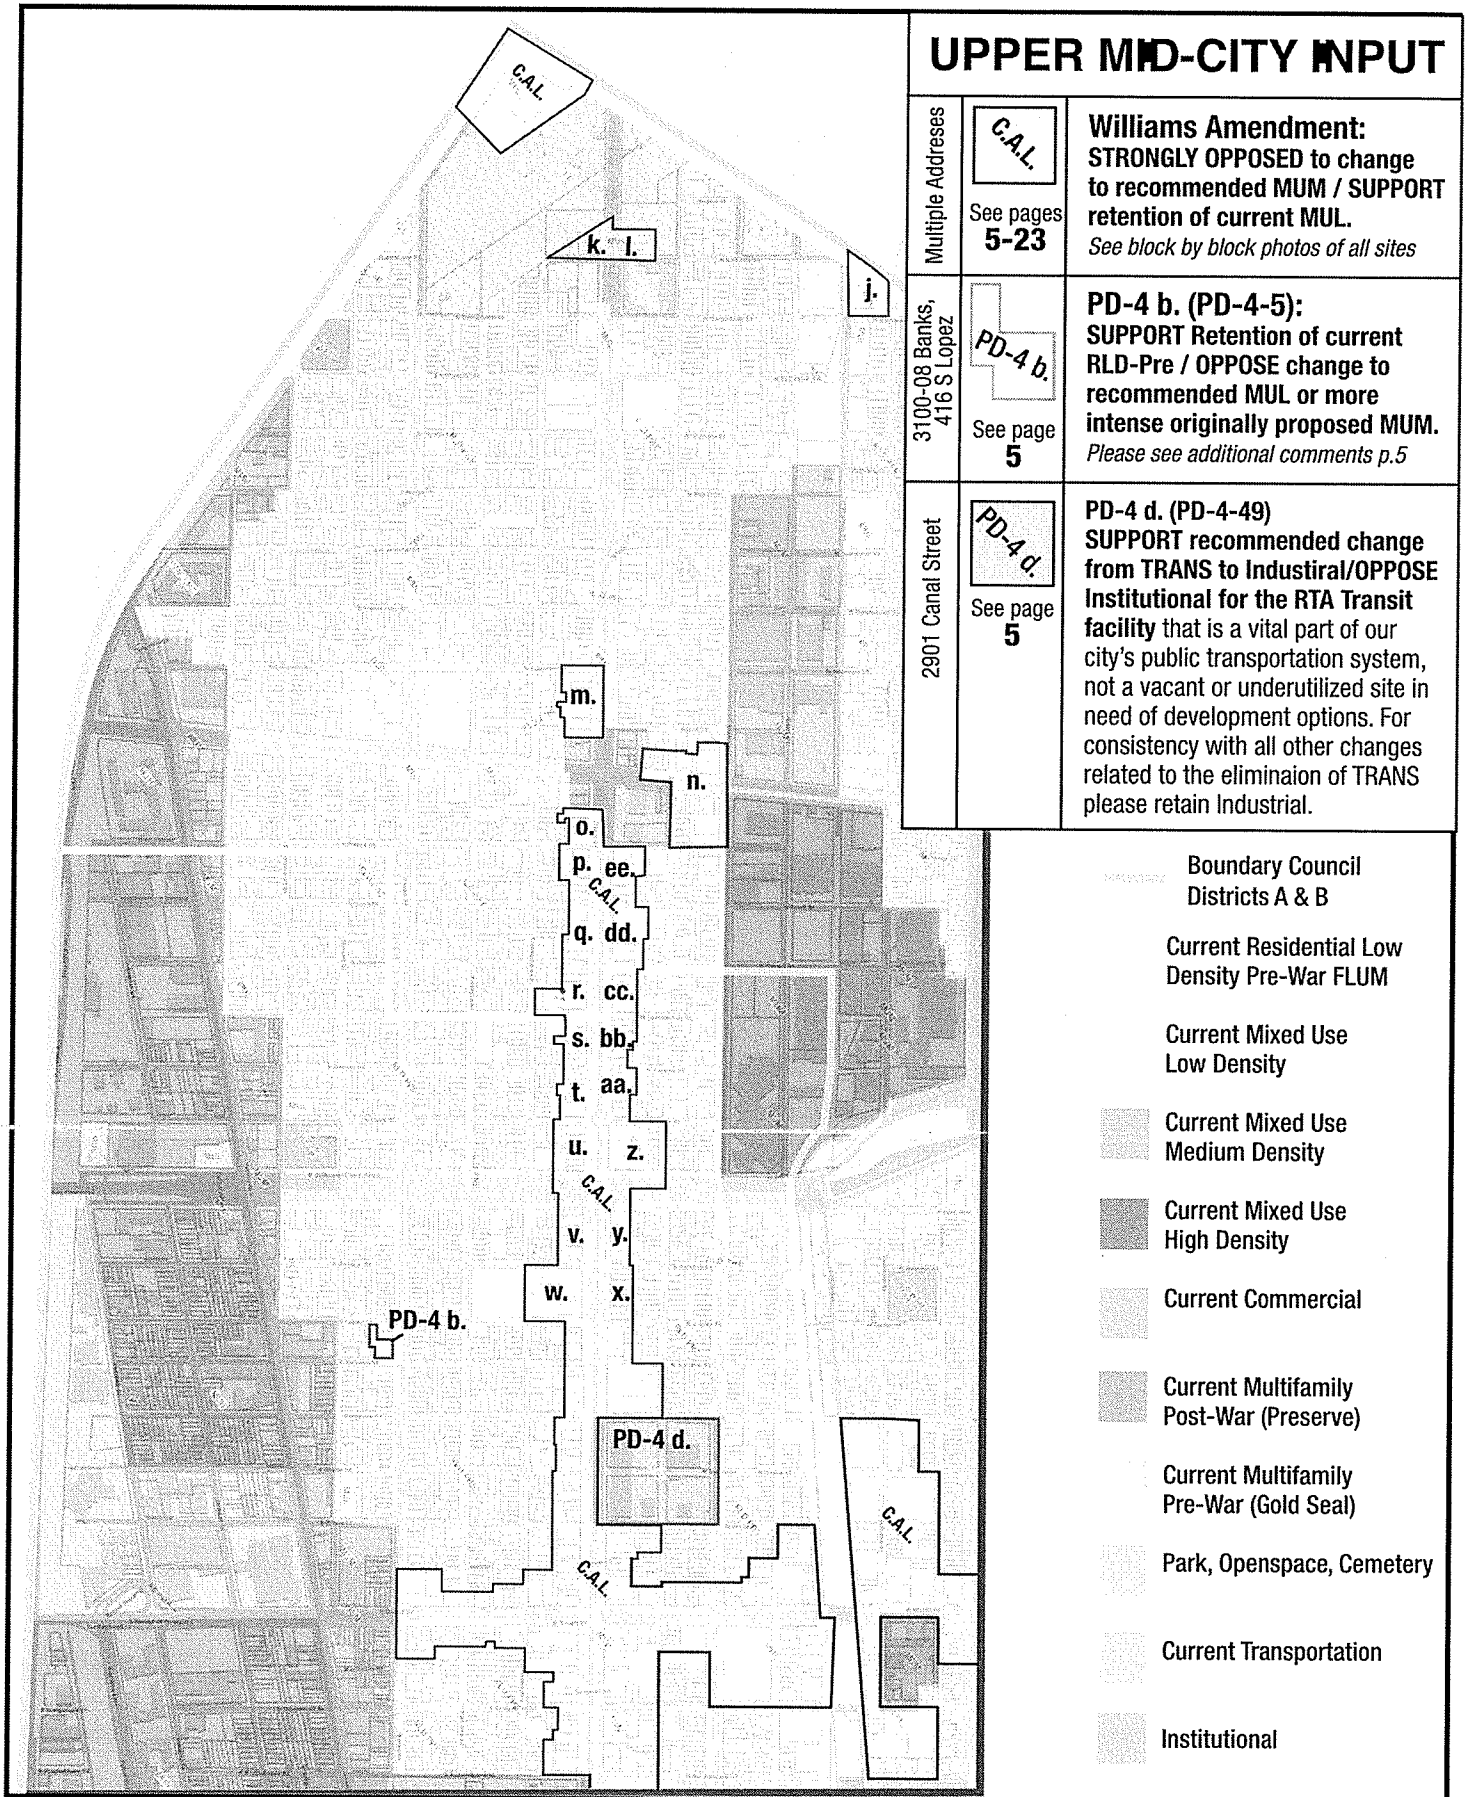 UPPER MID-CITY INPUT
Multiple Addreses
C.A.L.
See pages
5-23
Williams Amendment:
STRONGLY OPPOSED to change
to recommended MUM / SUPPORT
retention of current MUL.
See block by block photos of all sites
3100-08 Banks,
416 S Lopez
PD-4 b.
See page
5
PD-4 b. (PD-4-5):
SUPPORT Retention of current
RLD-Pre / OPPOSE change to
recommended MUL or more
intense originally proposed MUM.
Please see additional comments p.5
2901 Canal Street
PD-4 d.
See page
5
PD-4 d. (PD-4-49)
SUPPORT recommended change
from TRANS to Industiral/OPPOSE
Institutional for the RTA Transit
facility that is a vital part of our
city's public transportation system,
not a vacant or underutilized site in
need of development options. For
consistency with all other changes
related to the eliminaion of TRANS
please retain Industrial.
Boundary Council
Districts A & B
Current Residential Low
Density Pre-War FLUM
Current Mixed Use
Low Density
Current Mixed Use
Medium Density
Current Mixed Use
High Density
Current Commercial
Current Multifamily
Post-War (Preserve)
Current Multifamily
Pre-War (Gold Seal)
Park, Openspace, Cemetery
Current Transportation
Institutional
C.A.L.
k. l.
j.
m.
n.
o.
p. ee.
C.A.L.
q. dd.
r. cc.
s. bb.
t. aa.
u. z.
C.A.L.
v. y.
w. x.
PD-4 b.
PD-4 d.
C.A.L.
C.A.L.